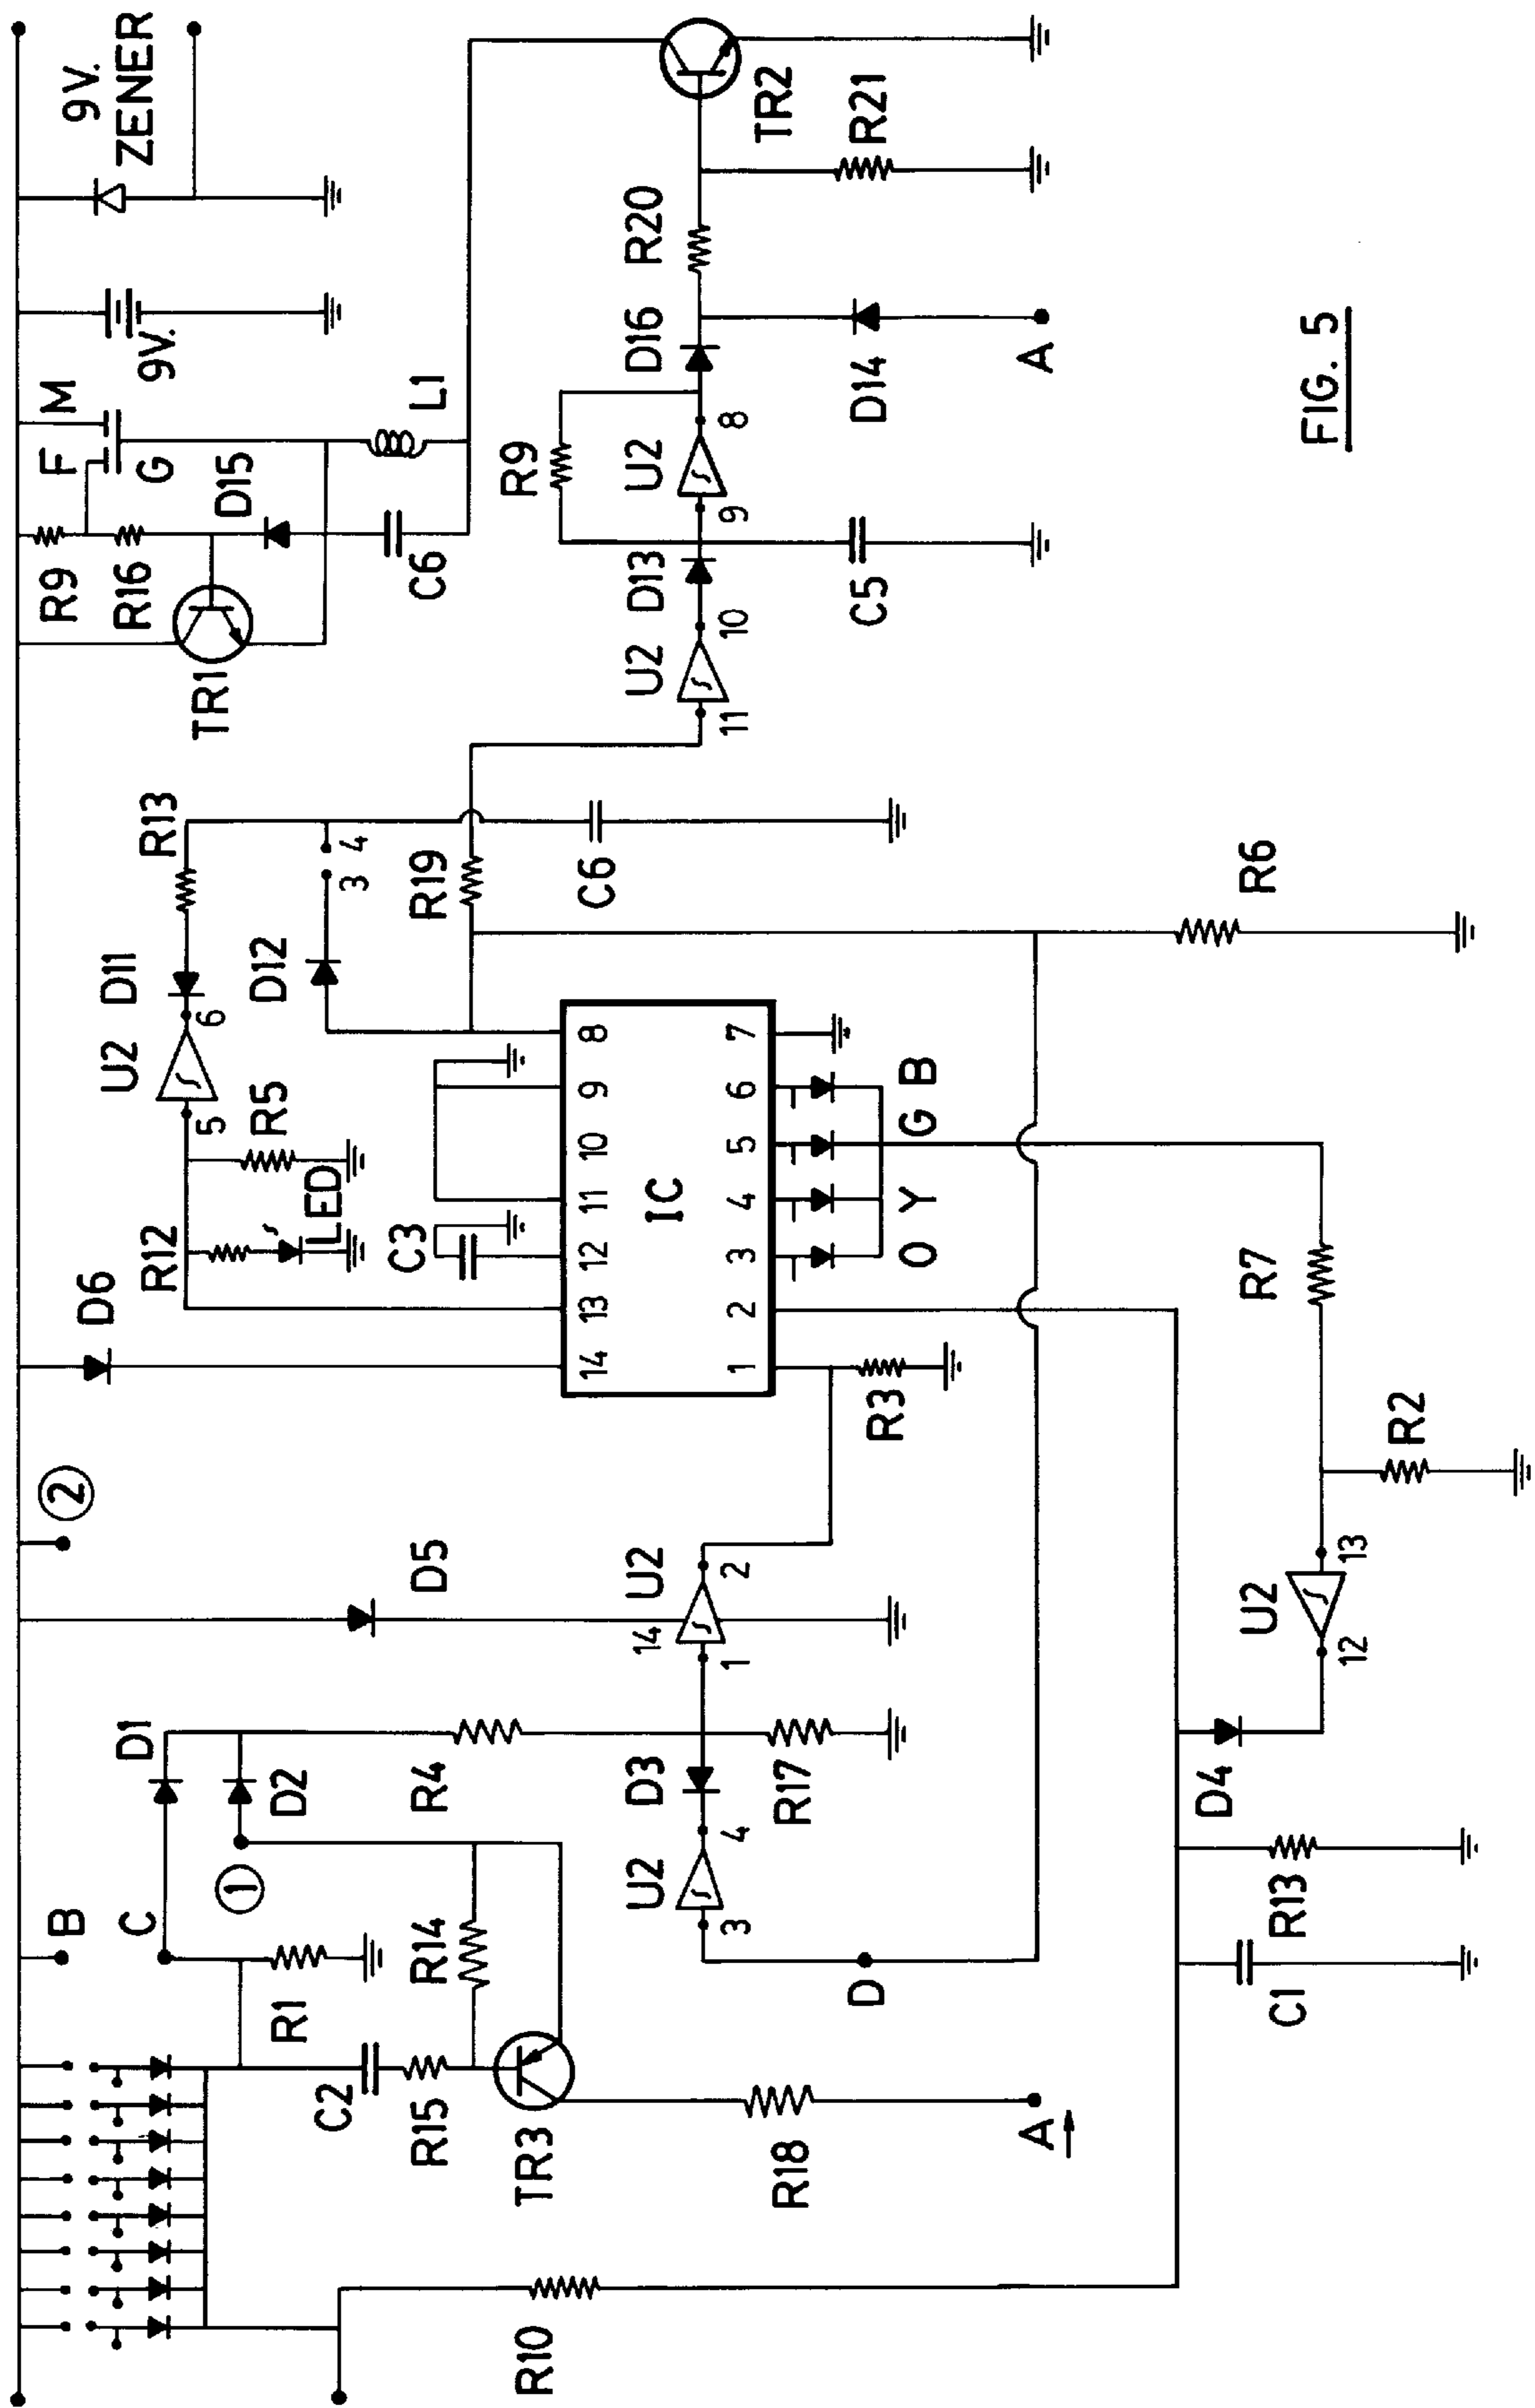 9V.
ZENER
9V.
F M
R9
R16
G
D15
TR1
C6
L1
TR2
R21
R20
D16
D14
A
R9
U2
8
9
D13
C5
U2
10
11
R13
U2 D11
6
5
D12
3 4
R19
C6
R6
R5
R12
LED
C3
D6
14 13 12 11 10 9 8
IC
1 2 3 4 5 6 7
O Y G B
R3
R7
R2
②
D5
U2
14
1
2
U2
13
12
D4
D1
D2
①
R4
D3
R17
U2
3
4
D
B
C
R1
R14
C2
R15
TR3
R18
A
R10
C1
R13
FIG. 5